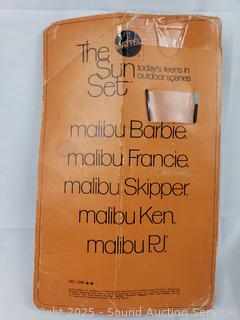 MATTEL
The
Sun
Set
today's teens in
outdoor scenes
malibu Barbie.
malibu Francie.
malibu Skipper.
malibu Ken.
malibu P.J.
Copyright 2025 - Sound Auction Service